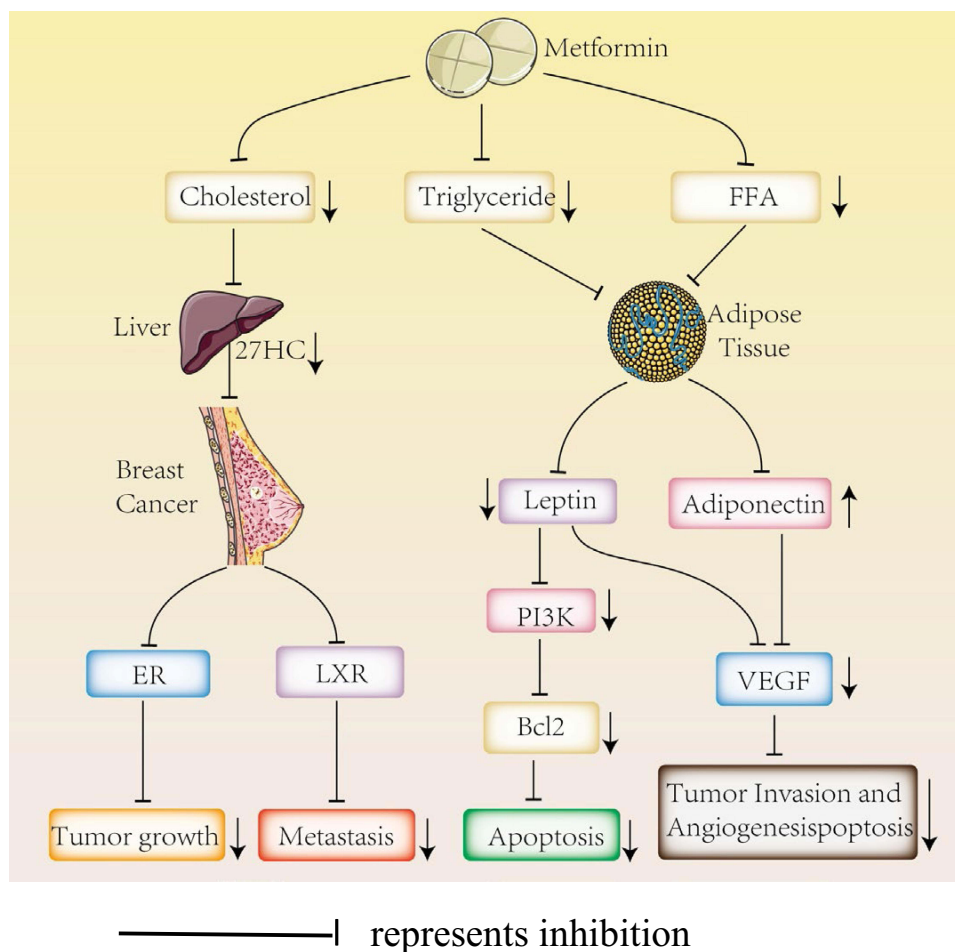 Metformin
Cholesterol
Triglyceride
FFA
Liver
27HC
Adipose
Tissue
Breast
Cancer
Leptin
Adiponectin
PI3K
ER
LXR
VEGF
Bcl2
Tumor growth
Metastasis
Apoptosis
Tumor Invasion and
Angiogenesispoptosis
represents inhibition